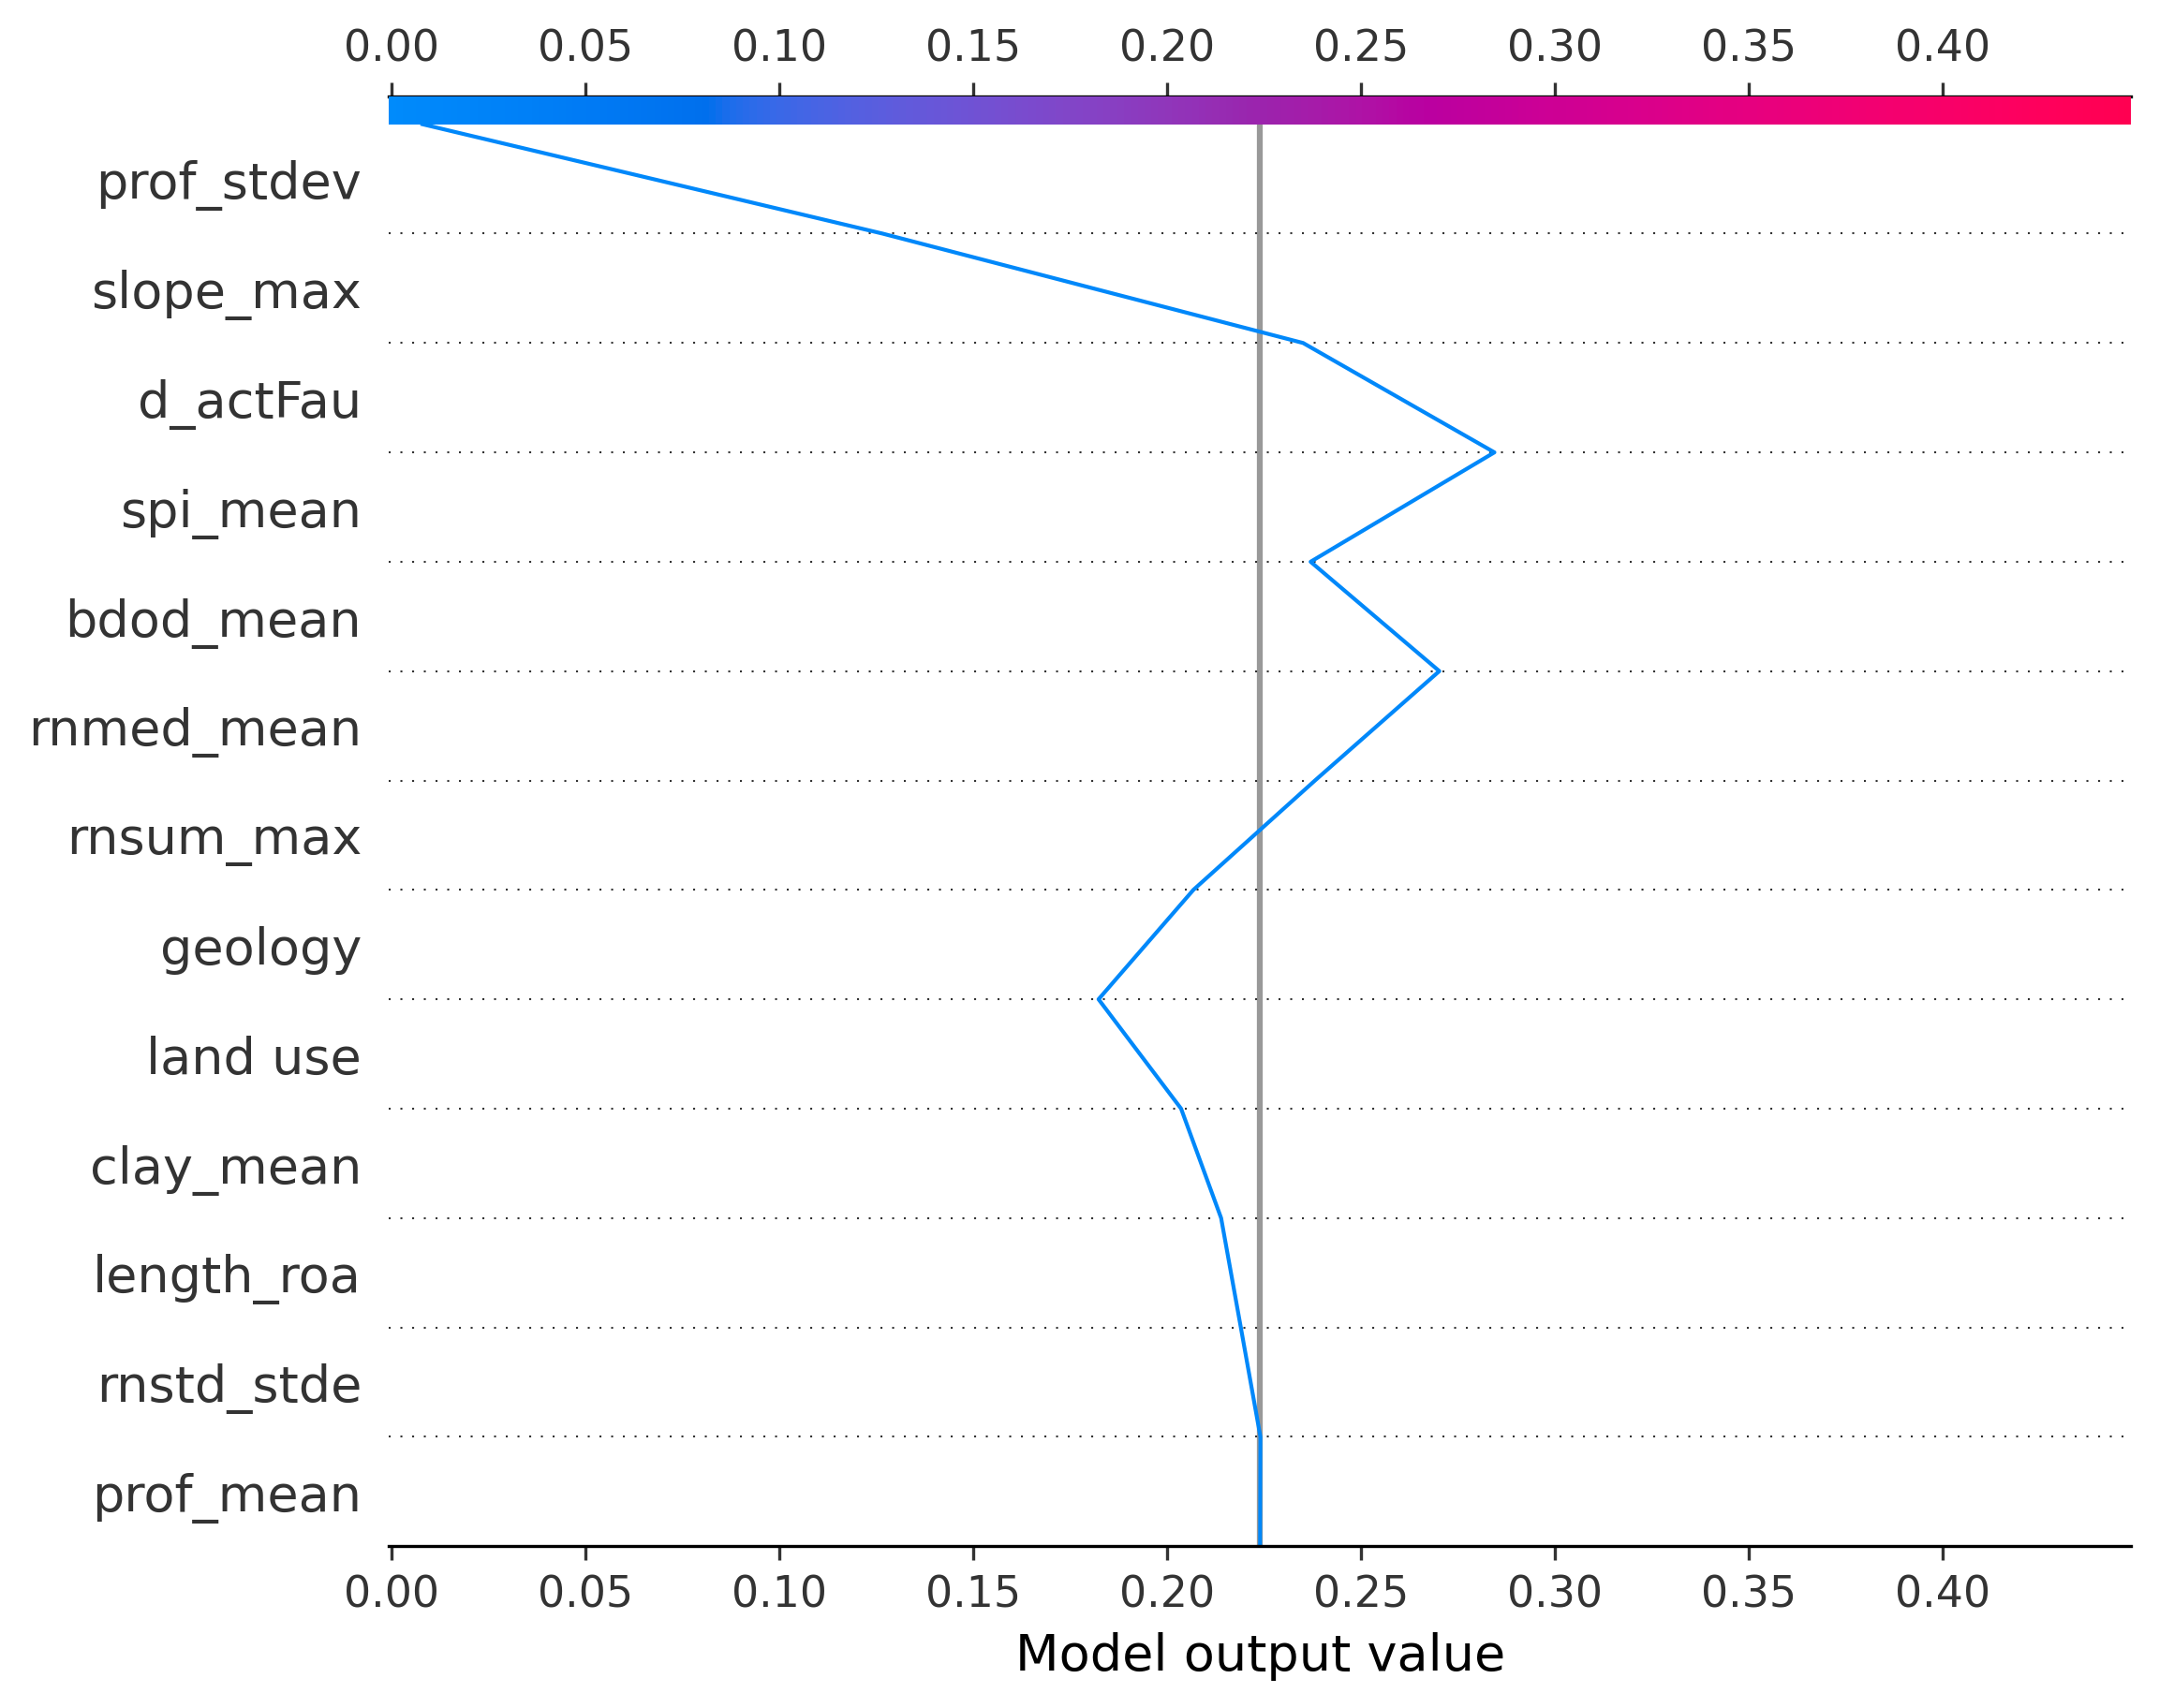 0.00 0.05 0.10 0.15 0.20 0.25 0.30 0.35 0.40
prof_stdev
slope_max
d_actFau
spi_mean
bdod_mean
rnmed_mean
rnsum_max
geology
land use
clay_mean
length_roa
rnstd_stde
prof_mean
0.00 0.05 0.10 0.15 0.20 0.25 0.30 0.35 0.40
Model output value